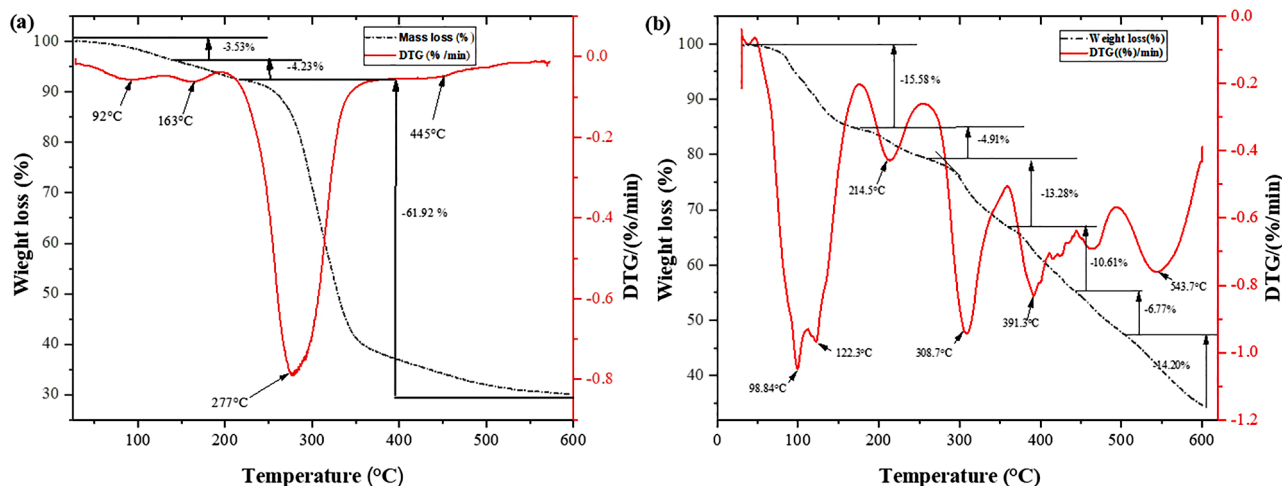 (a)
Mass loss (%)
DTG (% /min)
-3.53%
-4.23%
92°C
163°C
445°C
-61.92 %
277°C
100
90
80
70
60
50
40
30
0.0
-0.2
-0.4
-0.6
-0.8
100
200
300
400
500
600
Wieght loss (%)
DTG/(%/min)
Temperature (°C)
(b)
Weight loss(%)
DTG((%)/min)
-15.58 %
-4.91%
-13.28%
-10.61%
-6.77%
-14.20%
214.5°C
98.84°C
122.3°C
308.7°C
391.3°C
543.7°C
100
90
80
70
60
50
40
0.0
-0.2
-0.4
-0.6
-0.8
-1.0
-1.2
0
100
200
300
400
500
600
Wieght loss (%)
DTG/(%/min)
Temperature (°C)